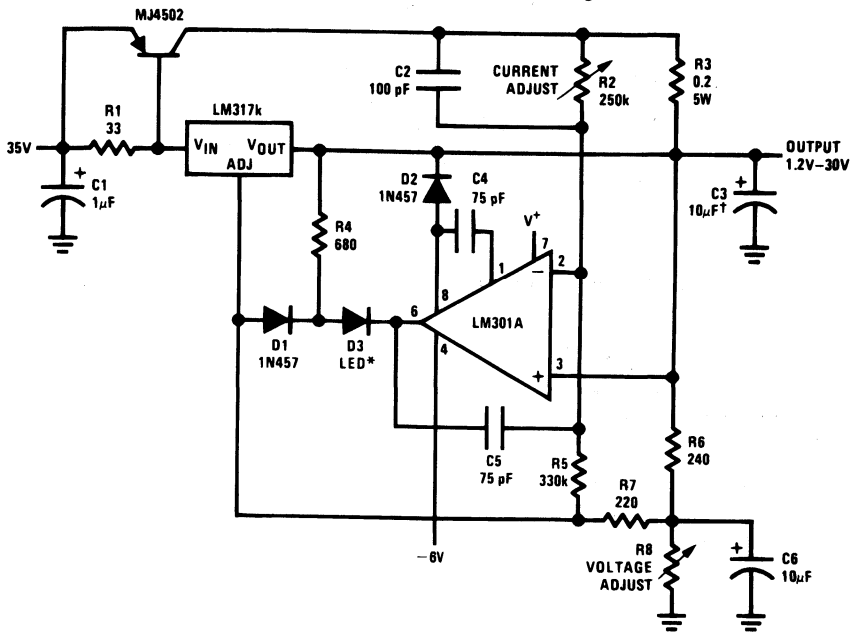 MJ4502
R1
33
35V
C1
1μF
+
LM317k
VIN
VOUT
ADJ
C2
100 pF
CURRENT
ADJUST
R2
250k
R3
0.2
5W
OUTPUT
1.2V–30V
+
C3
10μF†
R4
680
D2
1N457
C4
75 pF
V+
7
2
1
8
6
4
3
−
+
LM301A
D1
1N457
D3
LED*
C5
75 pF
R5
330k
R6
240
R7
220
R8
VOLTAGE
ADJUST
+
C6
10μF
−6V